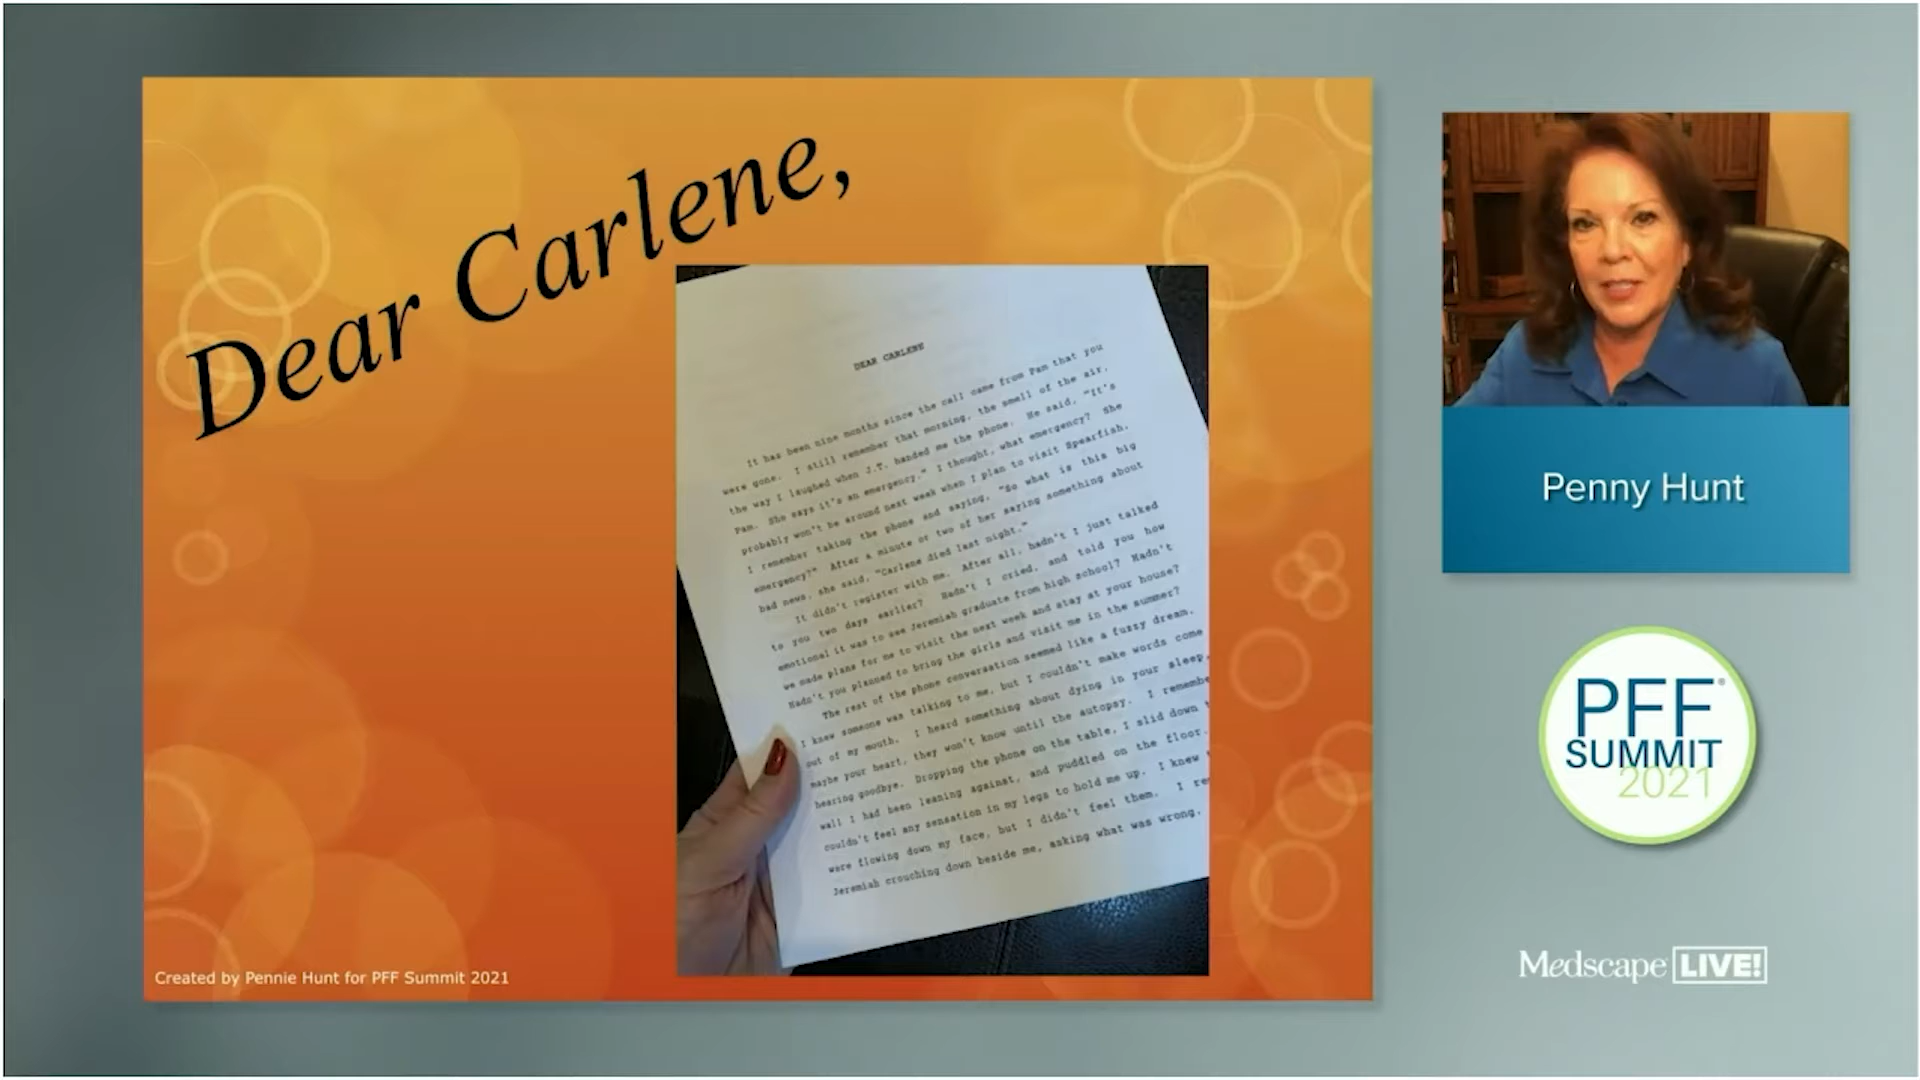 Dear Carlene,
DEAR CARLENE
It has been nine months since the call came from Pam that you
were gone. I still remember that morning, the smell of the air,
the way I laughed when J.T. handed me the phone. He said, "It's
Pam. She says it's an emergency." I thought, what emergency? She
probably won't be around next week when I plan to visit Spearfish.
I remember taking the phone and saying, "So what is this big
emergency?" After a minute or two of her saying something about
bad news, she said, "Carlene died last night."
It didn't register with me. After all, hadn't I just talked
to you two days earlier? Hadn't I cried, and told you how
emotional it was to see Jeremiah graduate from high school? Hadn't
we made plans for me to visit the next week and stay at your house?
Hadn't you planned to bring the girls and visit me in the summer?
The rest of the phone conversation seemed like a fuzzy dream.
I knew someone was talking to me, but I couldn't make words come
out of my mouth. I heard something about dying in your sleep,
maybe your heart, they won't know until the autopsy. I remembe
hearing goodbye. Dropping the phone on the table, I slid down
wall I had been leaning against, and puddled on the floor.
couldn't feel any sensation in my legs to hold me up. I knew
were flowing down my face, but I didn't feel them. I re
Jeremiah crouching down beside me, asking what was wrong.
Created by Pennie Hunt for PFF Summit 2021
Penny Hunt
PFF®
SUMMIT
2021
Medscape LIVE!